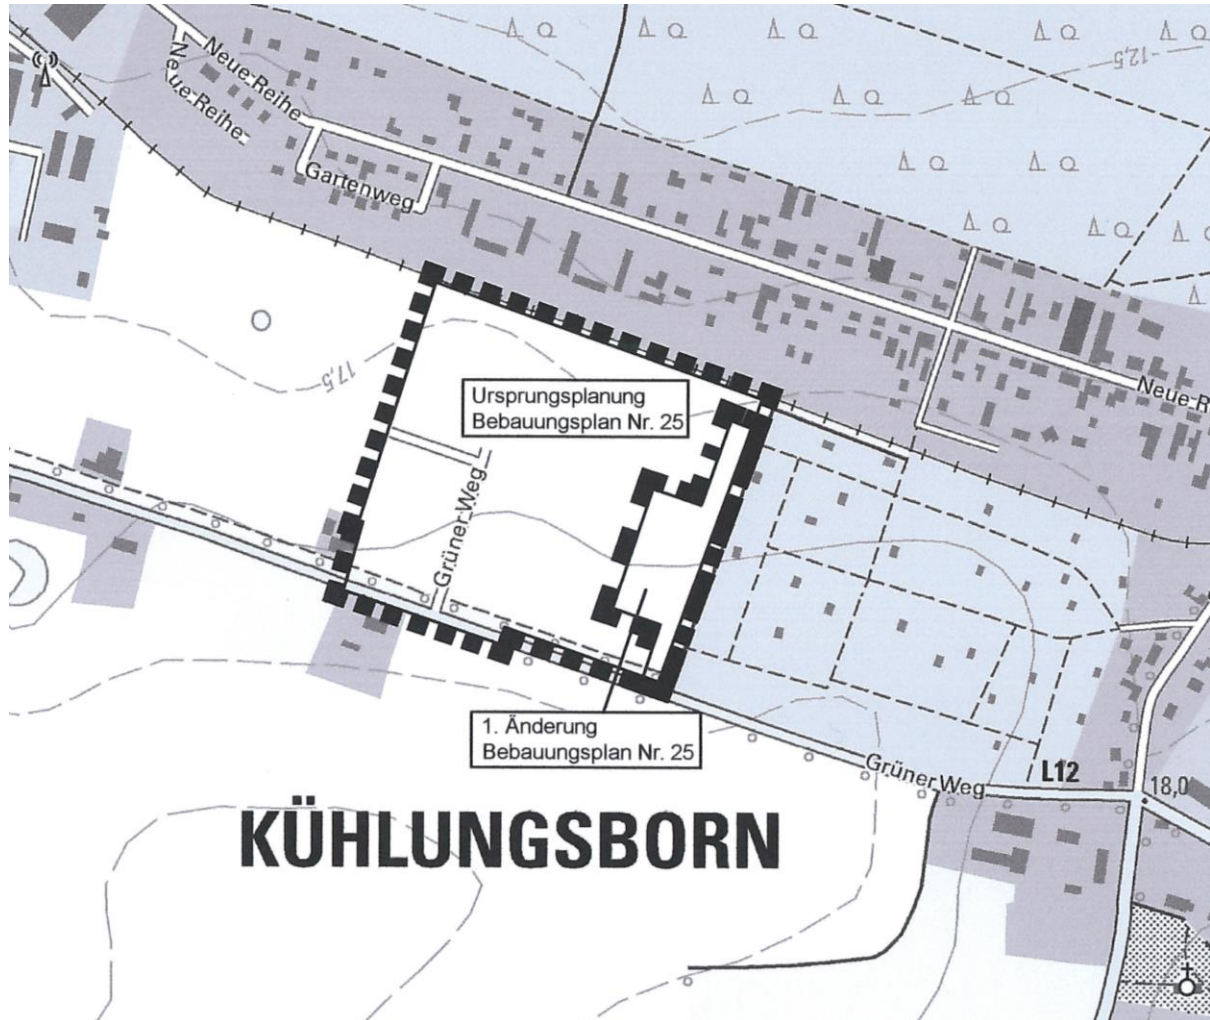 Neue Reihe
Neue Reihe
12,5
Gartenweg
17,5
Ursprungsplanung
Bebauungsplan Nr. 25
Neue R
Grüner Weg
1. Änderung
Bebauungsplan Nr. 25
Grüner Weg
L12
18,0
KÜHLUNGSBORN